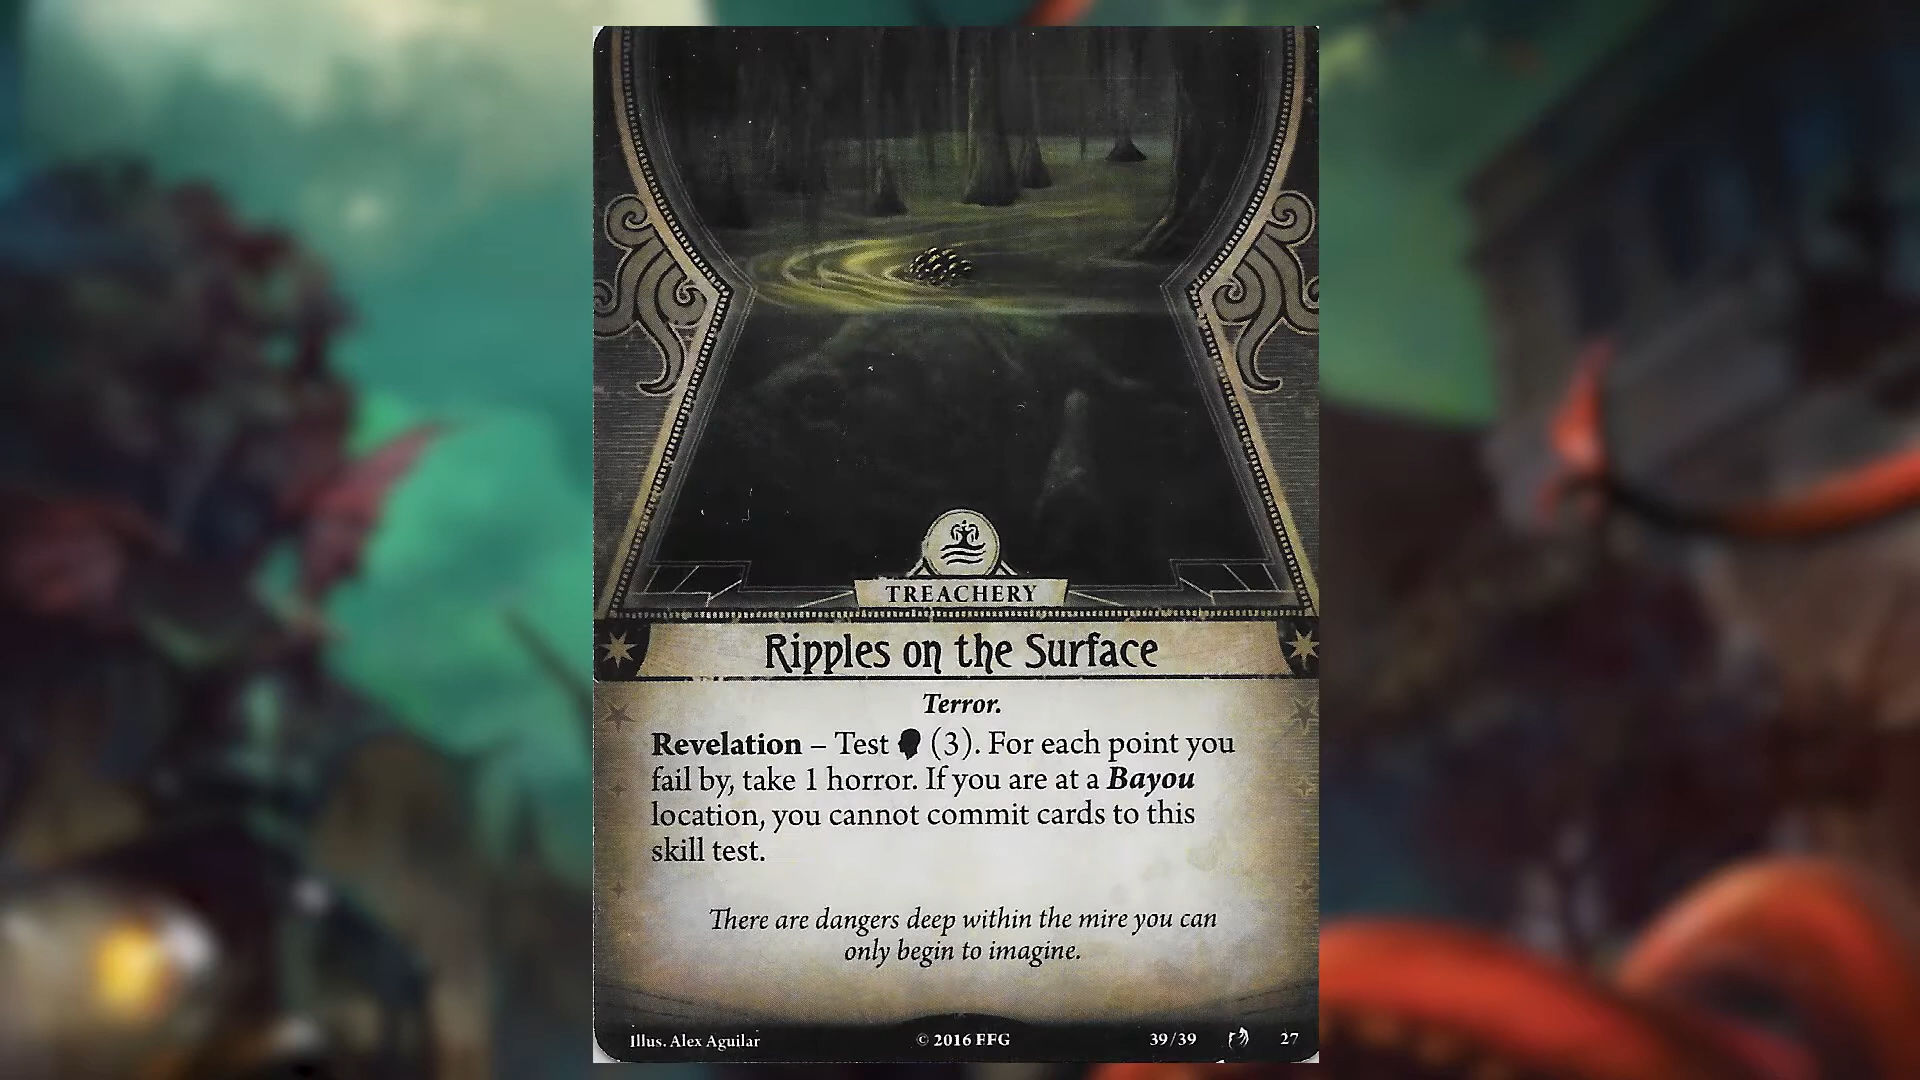 TREACHERY
Ripples on the Surface
Terror.
Revelation – Test (3). For each point you
fail by, take 1 horror. If you are at a Bayou
location, you cannot commit cards to this
skill test.
There are dangers deep within the mire you can
only begin to imagine.
Illus. Alex Aguilar © 2016 FFG 39/39 27